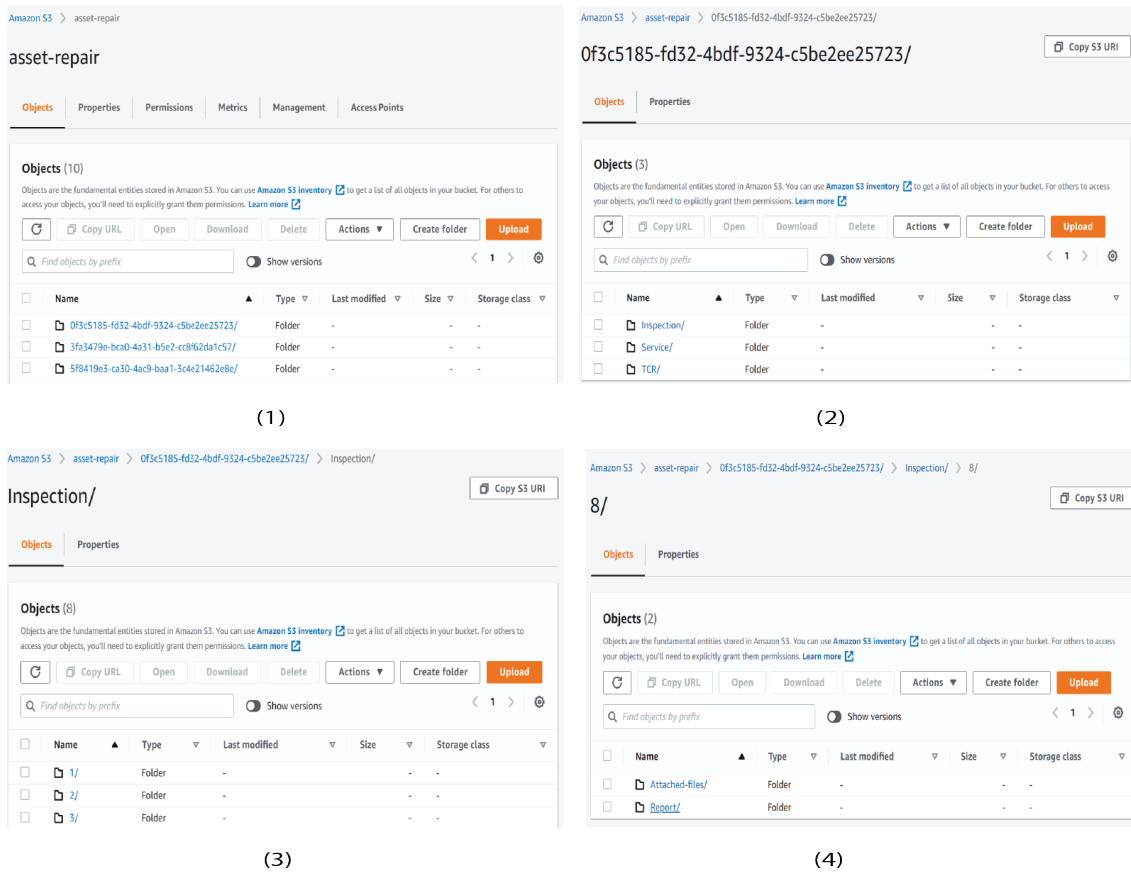 Amazon S3 > asset-repair
asset-repair
Objects Properties Permissions Metrics Management Access Points
Objects (10)
Objects are the fundamental entities stored in Amazon S3. You can use Amazon S3 inventory to get a list of all objects in your bucket. For others to
access your objects, you'll need to explicitly grant them permissions. Learn more
Copy URL Open Download Delete Actions ▼ Create folder Upload
Find objects by prefix Show versions < 1 >
Name ▲ Type ▽ Last modified ▽ Size ▽ Storage class ▽
0f3c5185-fd32-4bdf-9324-c5be2ee25723/ Folder - - -
3fa3479e-bca0-4a31-b5e2-cc8f62da1c57/ Folder - - -
5f8419e3-ca30-4ac9-baa1-3c4e21462e8e/ Folder - - -
(1)
Amazon S3 > asset-repair > 0f3c5185-fd32-4bdf-9324-c5be2ee25723/
0f3c5185-fd32-4bdf-9324-c5be2ee25723/ Copy S3 URI
Objects Properties
Objects (3)
Objects are the fundamental entities stored in Amazon S3. You can use Amazon S3 inventory to get a list of all objects in your bucket. For others to access
your objects, you'll need to explicitly grant them permissions. Learn more
Copy URL Open Download Delete Actions ▼ Create folder Upload
Find objects by prefix Show versions < 1 >
Name ▲ Type ▽ Last modified ▽ Size ▽ Storage class ▽
Inspection/ Folder - - -
Service/ Folder - - -
TCR/ Folder - - -
(2)
Amazon S3 > asset-repair > 0f3c5185-fd32-4bdf-9324-c5be2ee25723/ > Inspection/
Inspection/ Copy S3 URI
Objects Properties
Objects (8)
Objects are the fundamental entities stored in Amazon S3. You can use Amazon S3 inventory to get a list of all objects in your bucket. For others to
access your objects, you'll need to explicitly grant them permissions. Learn more
Copy URL Open Download Delete Actions ▼ Create folder Upload
Find objects by prefix Show versions < 1 >
Name ▲ Type ▽ Last modified ▽ Size ▽ Storage class ▽
1/ Folder - - -
2/ Folder - - -
3/ Folder - - -
(3)
Amazon S3 > asset-repair > 0f3c5185-fd32-4bdf-9324-c5be2ee25723/ > Inspection/ > 8/
8/ Copy S3 URI
Objects Properties
Objects (2)
Objects are the fundamental entities stored in Amazon S3. You can use Amazon S3 inventory to get a list of all objects in your bucket. For others to access
your objects, you'll need to explicitly grant them permissions. Learn more
Copy URL Open Download Delete Actions ▼ Create folder Upload
Find objects by prefix Show versions < 1 >
Name ▲ Type ▽ Last modified ▽ Size ▽ Storage class ▽
Attached-files/ Folder - - -
Report/ Folder - - -
(4)